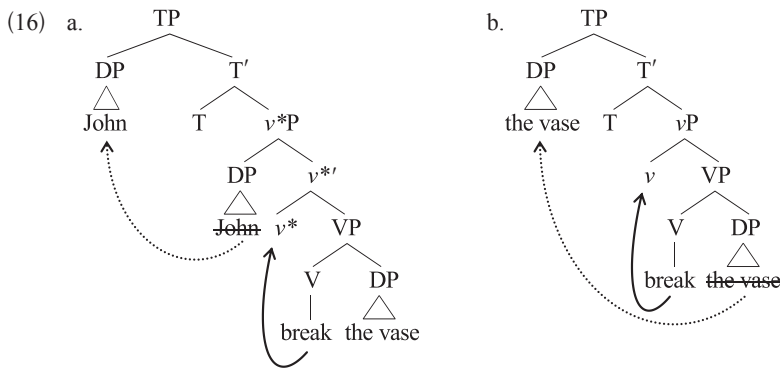 (16) a. TP b. TP
DP T′ DP T′
John T v*P the vase T vP
DP v*′ v VP
John v* VP V DP
V DP break the vase
break the vase